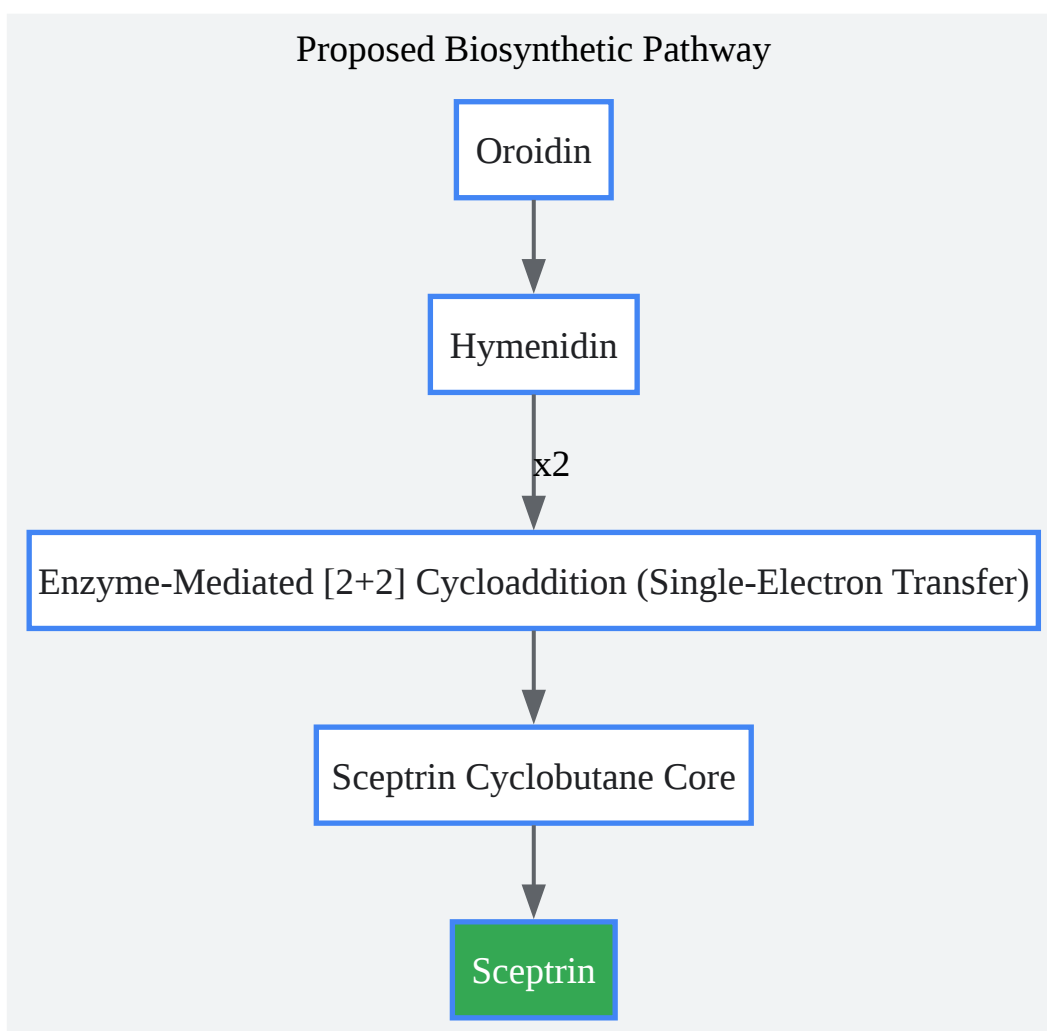 Proposed Biosynthetic Pathway
Oroidin
Hymenidin
x2
Enzyme-Mediated [2+2] Cycloaddition (Single-Electron Transfer)
Sceptrin Cyclobutane Core
Sceptrin